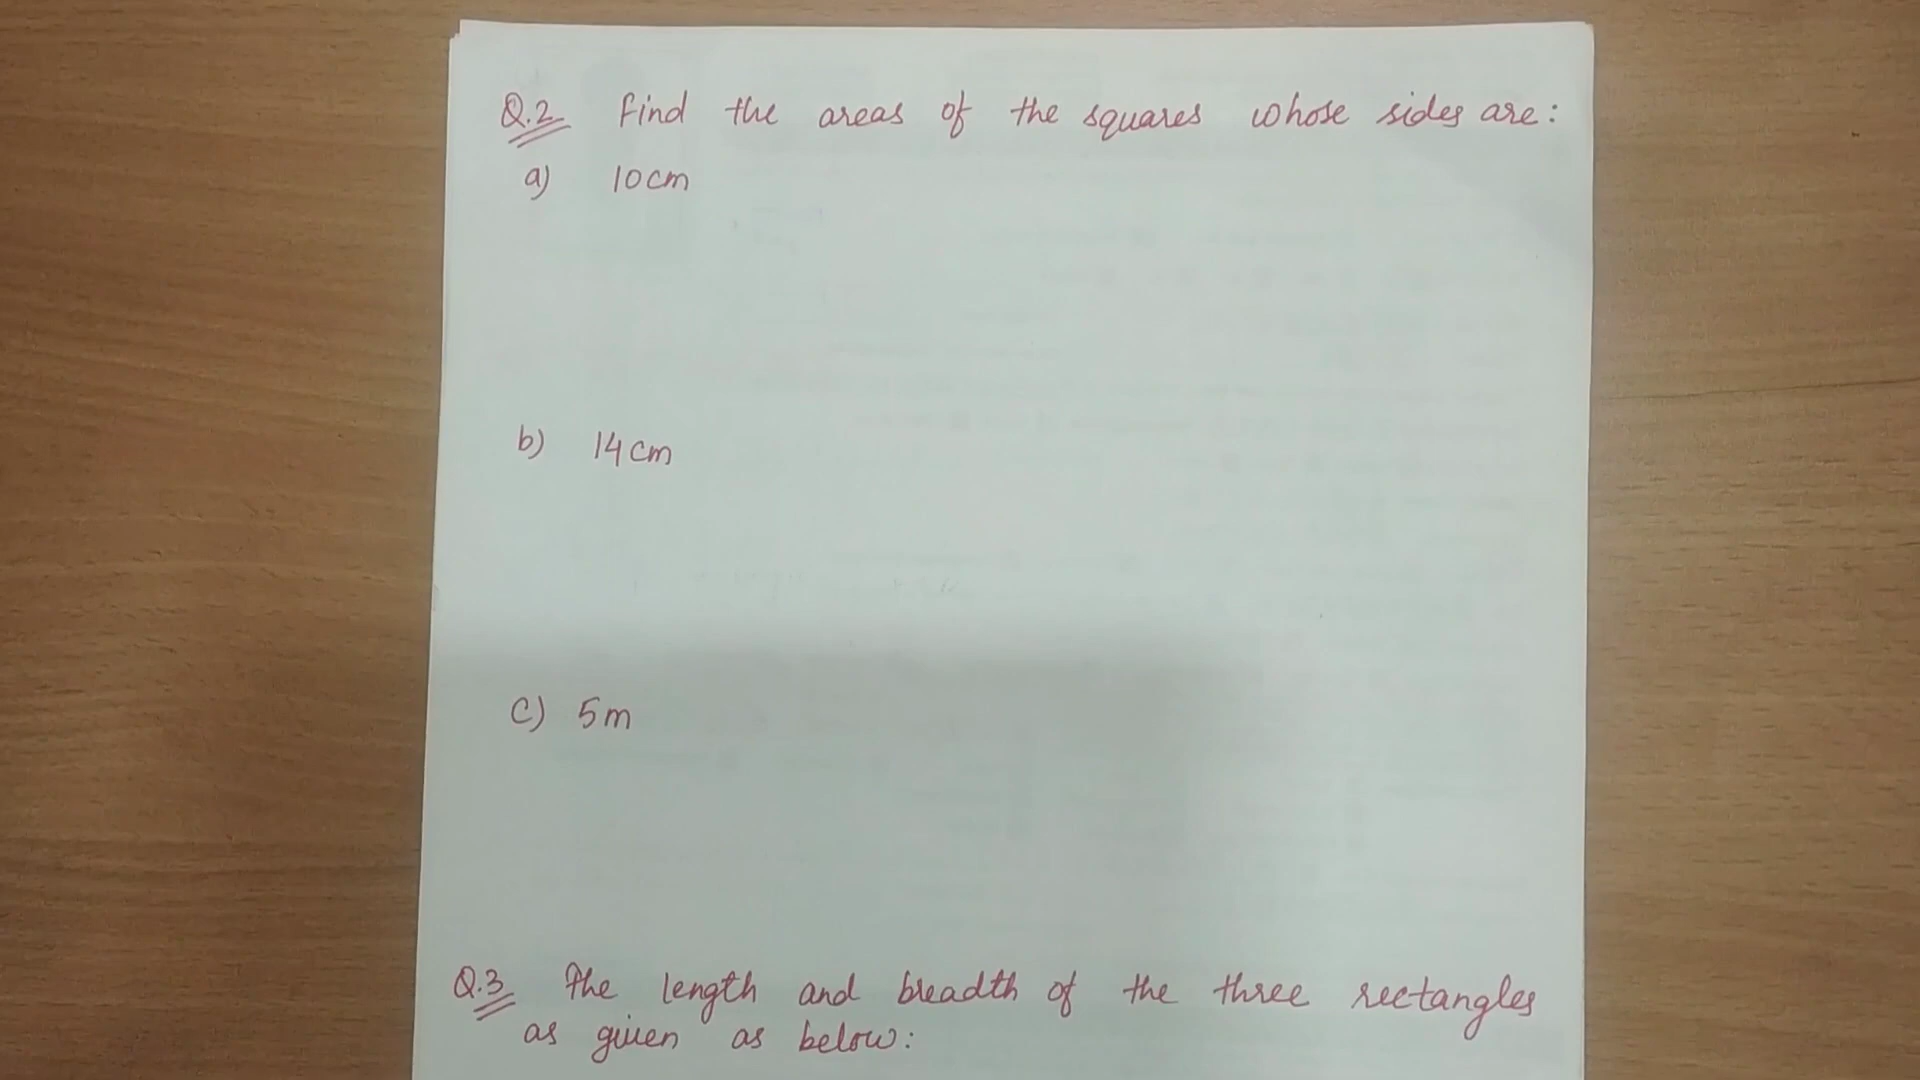 Q.2 Find the areas of the squares whose sides are:
a) 10cm
b) 14cm
c) 5m
Q.3 The length and breadth of the three rectangles
as given as below: